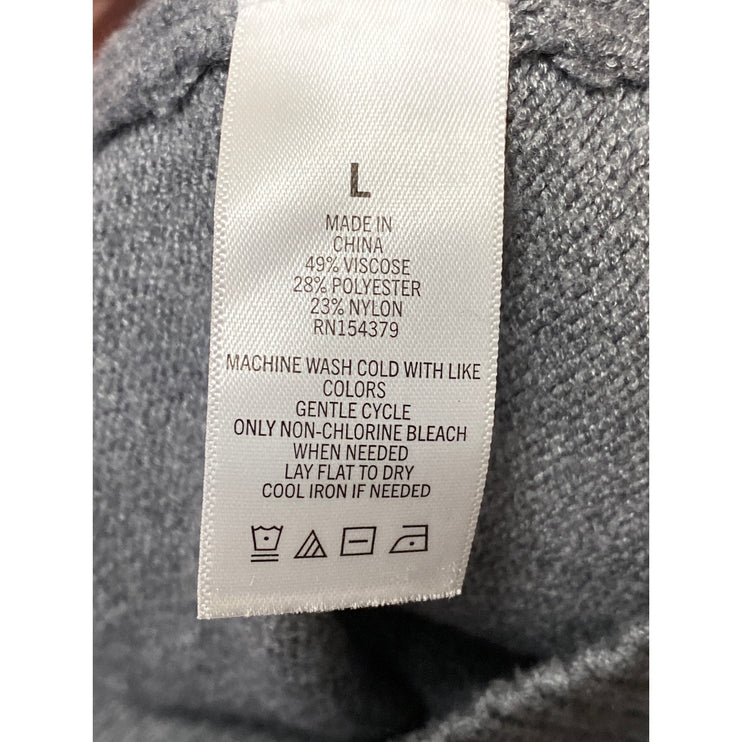 L
MADE IN
CHINA
49% VISCOSE
28% POLYESTER
23% NYLON
RN154379
MACHINE WASH COLD WITH LIKE
COLORS
GENTLE CYCLE
ONLY NON-CHLORINE BLEACH
WHEN NEEDED
LAY FLAT TO DRY
COOL IRON IF NEEDED